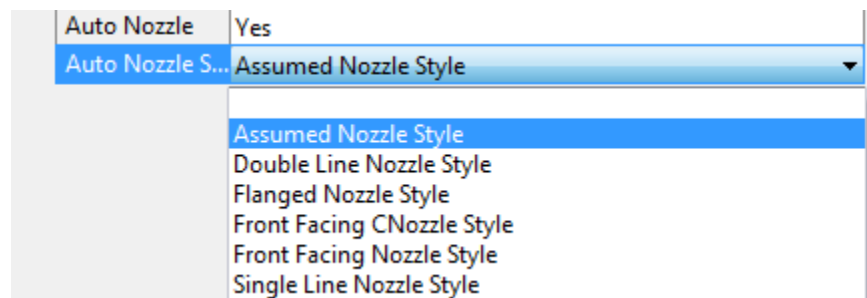 Auto Nozzle Yes
Auto Nozzle S... Assumed Nozzle Style
Assumed Nozzle Style
Double Line Nozzle Style
Flanged Nozzle Style
Front Facing CNozzle Style
Front Facing Nozzle Style
Single Line Nozzle Style